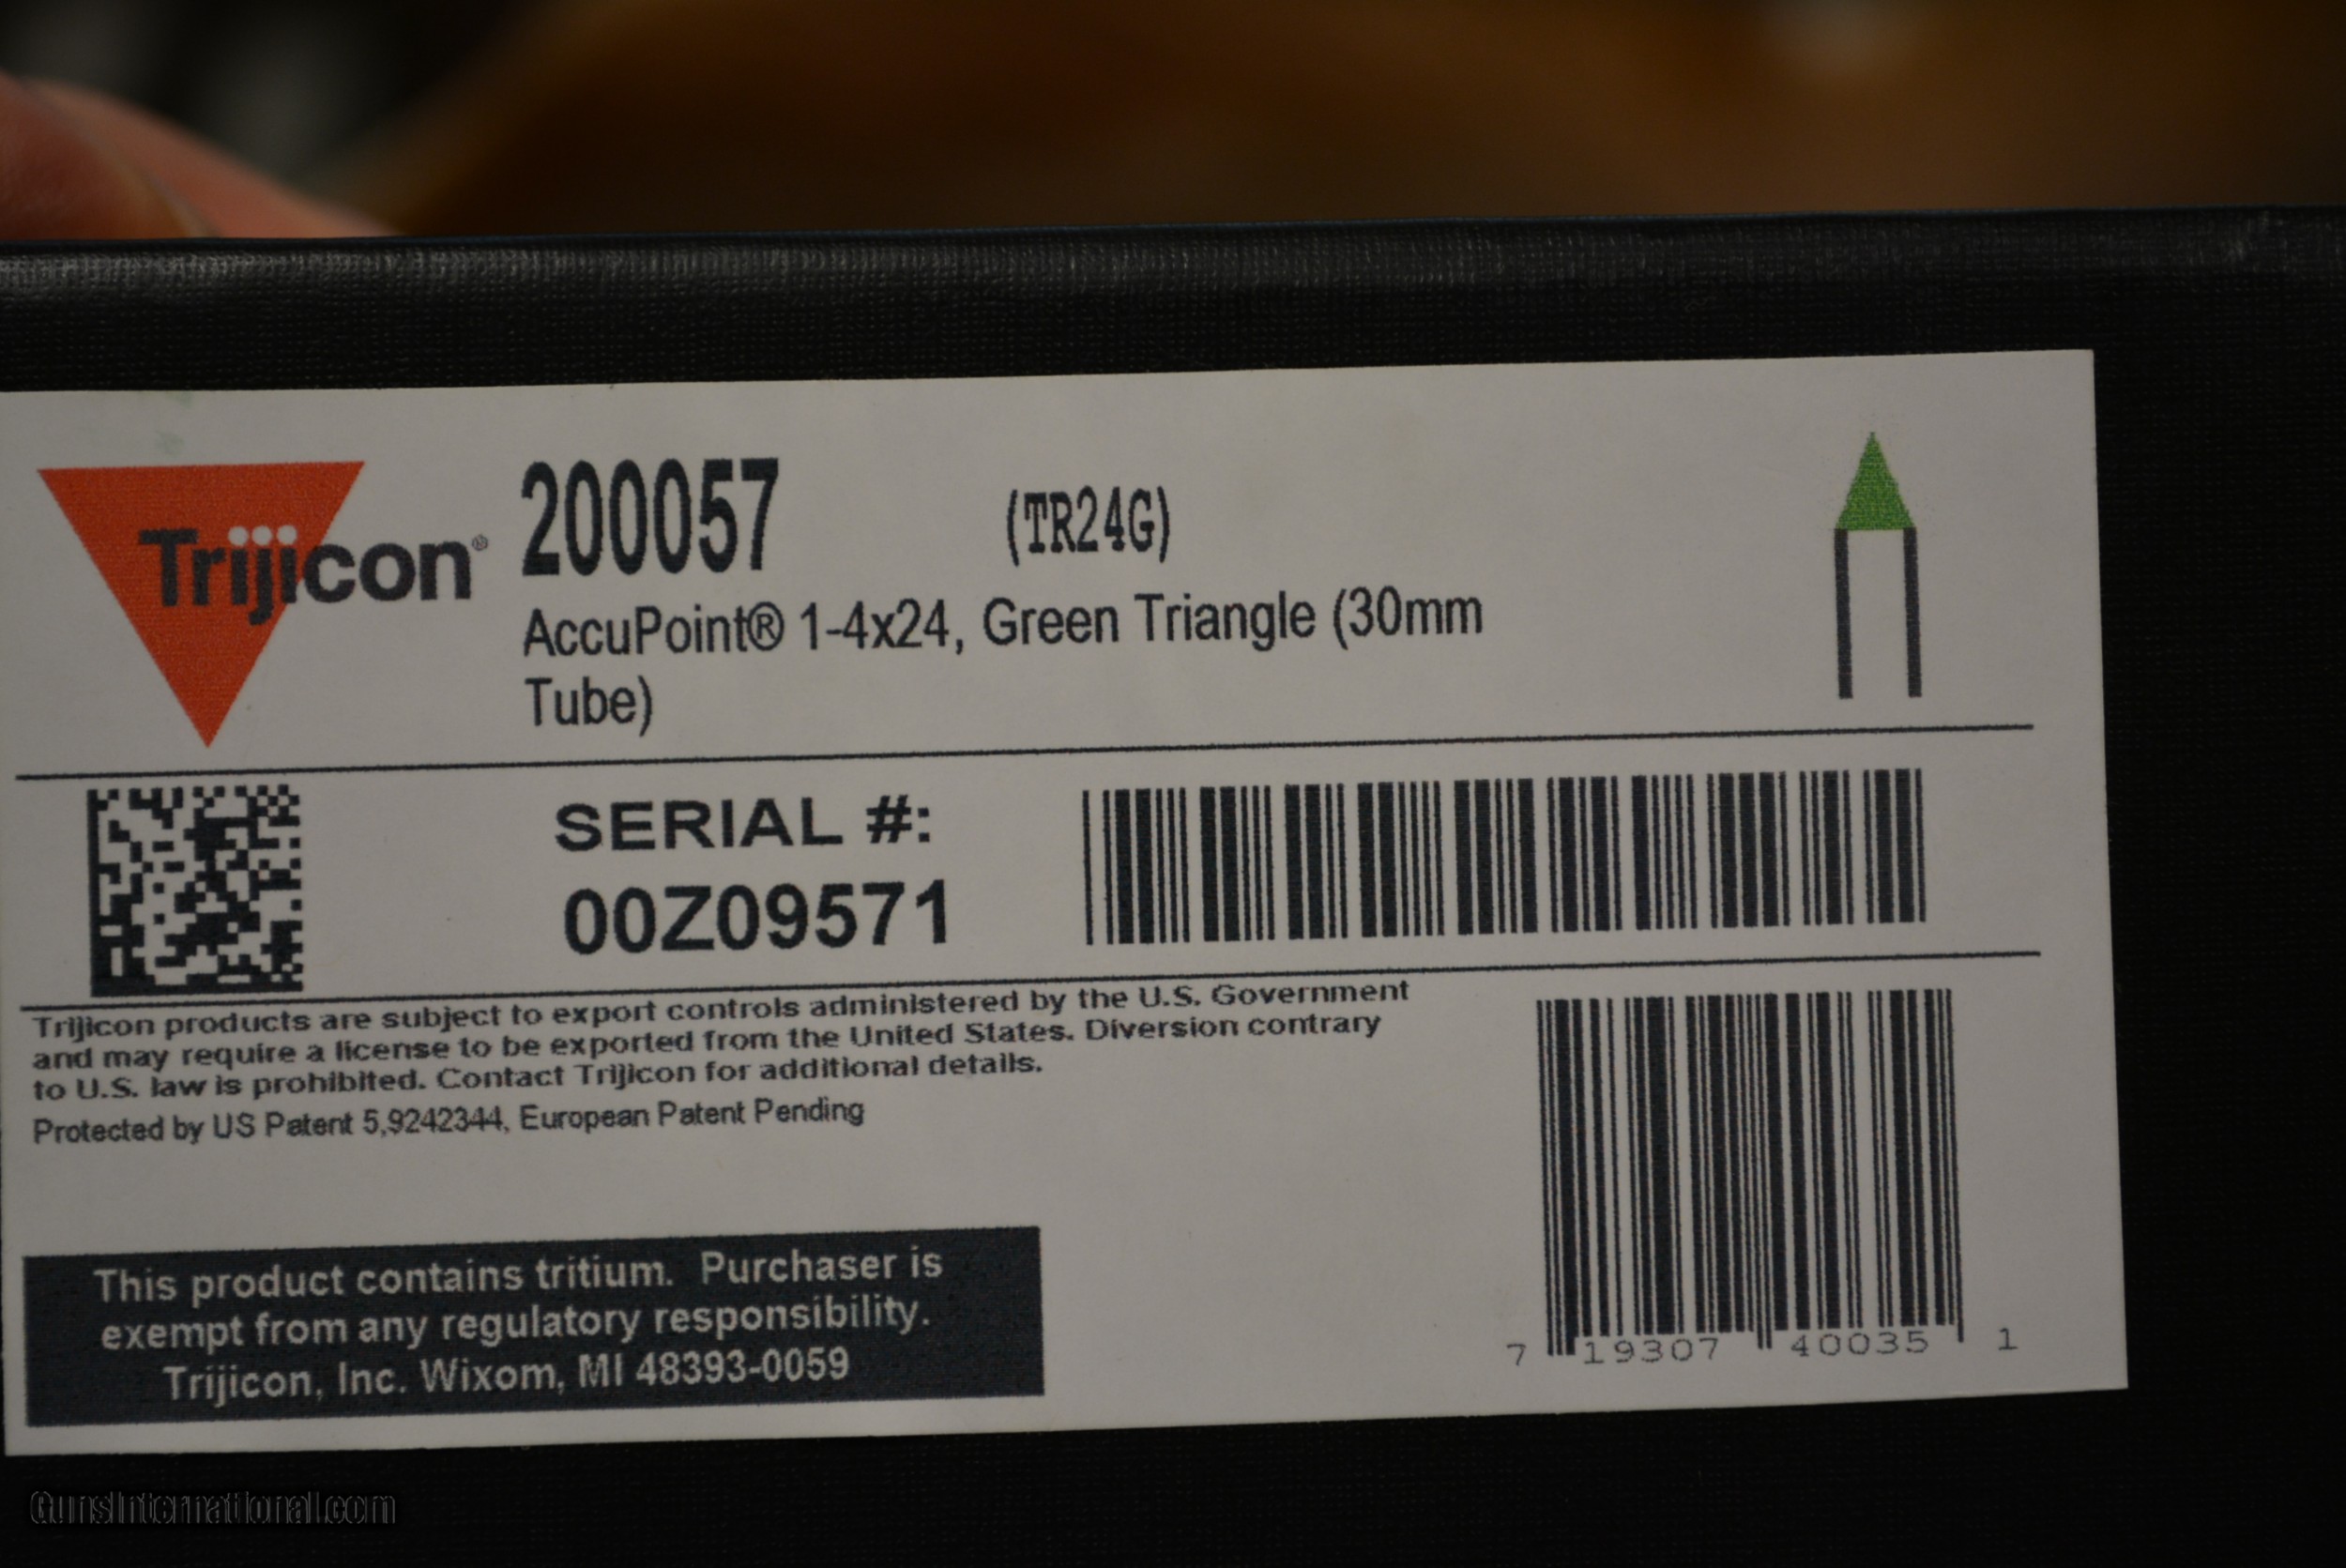 Trijicon®
200057 (TR24G)
AccuPoint® 1-4x24, Green Triangle (30mm
Tube)
SERIAL #:
00Z09571
Trijicon products are subject to export controls administered by the U.S. Government
and may require a license to be exported from the United States. Diversion contrary
to U.S. law is prohibited. Contact Trijicon for additional details.
Protected by US Patent 5,9242344, European Patent Pending
This product contains tritium. Purchaser is
exempt from any regulatory responsibility.
Trijicon, Inc. Wixom, MI 48393-0059
7 19307 40035 1
GunsInternational.com